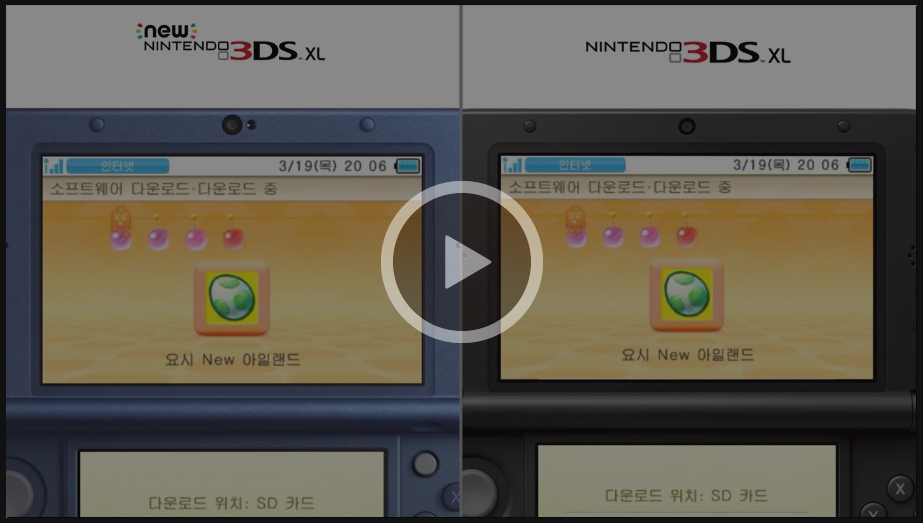 new
NINTENDO3DS™ XL
인터넷
3/19(목) 20 06
소프트웨어 다운로드·다운로드 중
요시 New 아일랜드
다운로드 위치: SD 카드
X
NINTENDO3DS™ XL
인터넷
3/19(목) 20 06
소프트웨어 다운로드·다운로드 중
요시 New 아일랜드
다운로드 위치: SD 카드
X
Y